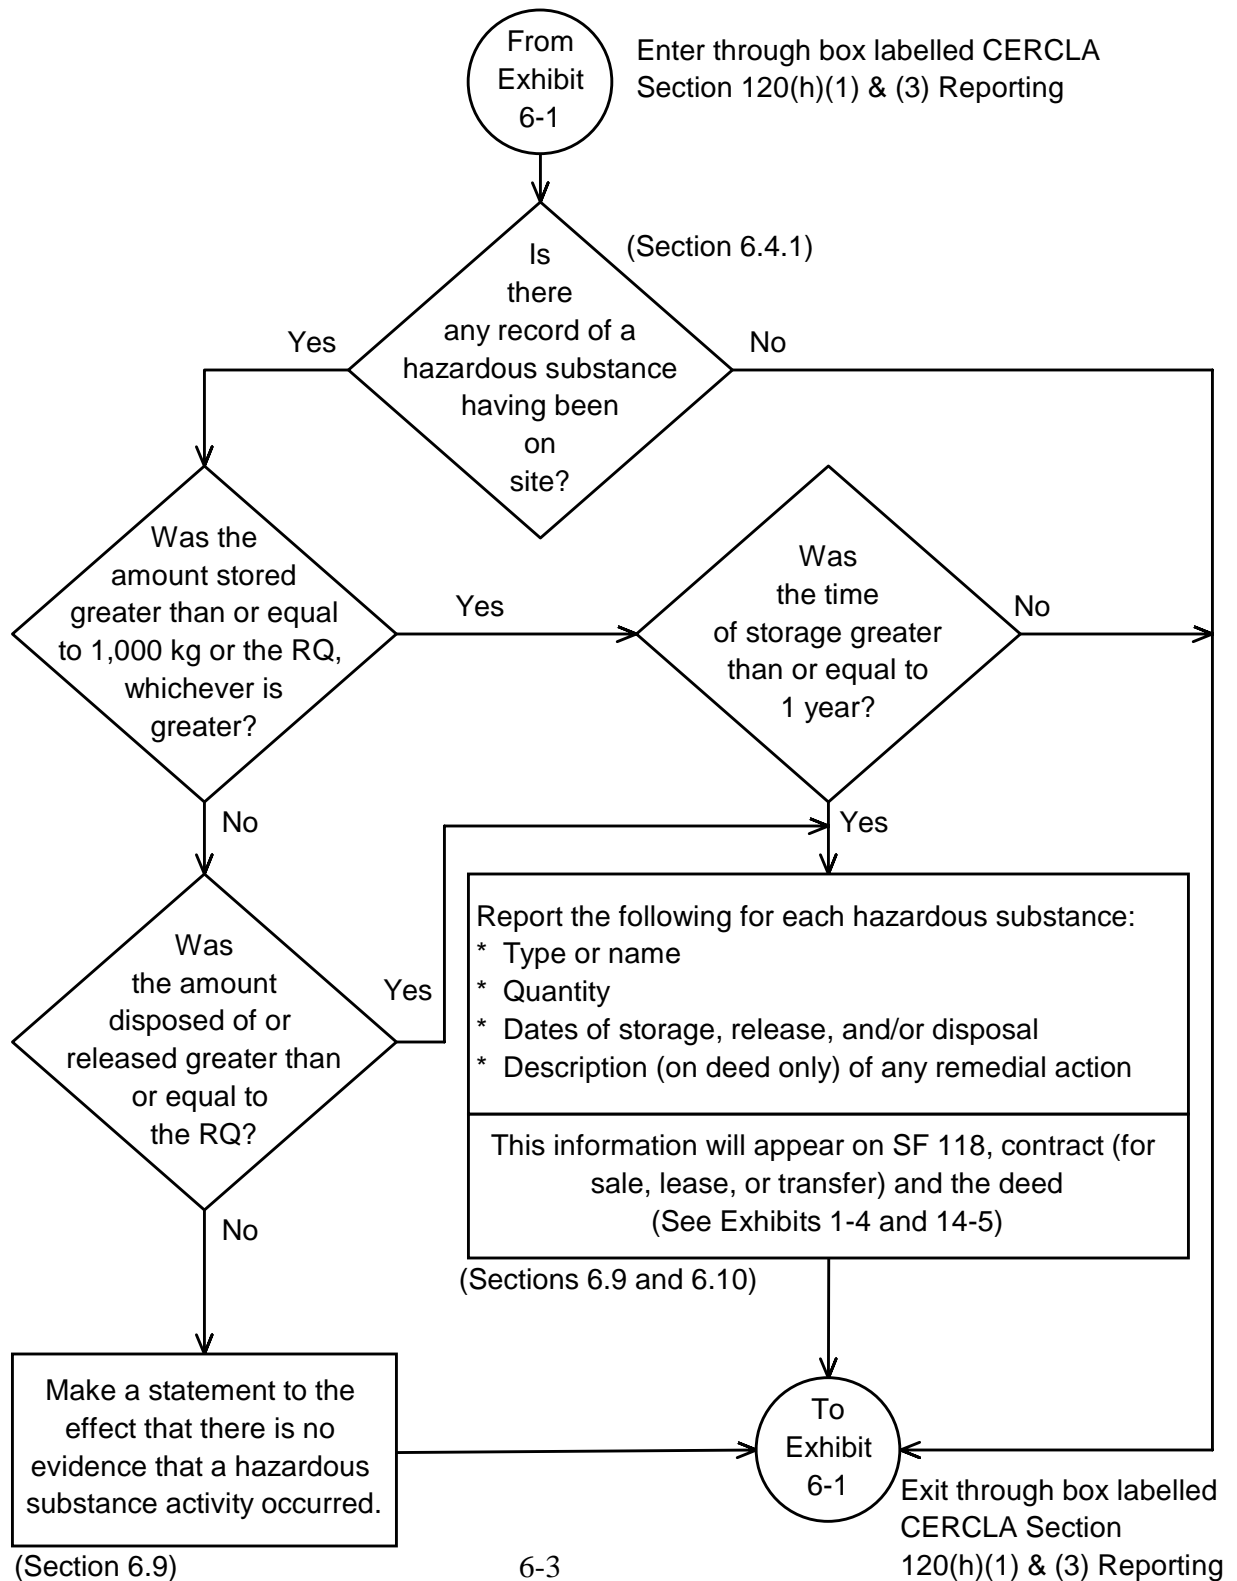 From
Exhibit
6-1
Enter through box labelled CERCLA
Section 120(h)(1) & (3) Reporting
(Section 6.4.1)
Is
there
any record of a
hazardous substance
having been
on
site?
Yes
No
Was the
amount stored
greater than or equal
to 1,000 kg or the RQ,
whichever is
greater?
Yes
Was
the time
of storage greater
than or equal to
1 year?
No
No
Yes
Was
the amount
disposed of or
released greater than
or equal to
the RQ?
Yes
Report the following for each hazardous substance:
* Type or name
* Quantity
* Dates of storage, release, and/or disposal
* Description (on deed only) of any remedial action
This information will appear on SF 118, contract (for
sale, lease, or transfer) and the deed
(See Exhibits 1-4 and 14-5)
(Sections 6.9 and 6.10)
No
Make a statement to the
effect that there is no
evidence that a hazardous
substance activity occurred.
(Section 6.9)
To
Exhibit
6-1
Exit through box labelled
CERCLA Section
120(h)(1) & (3) Reporting
6-3